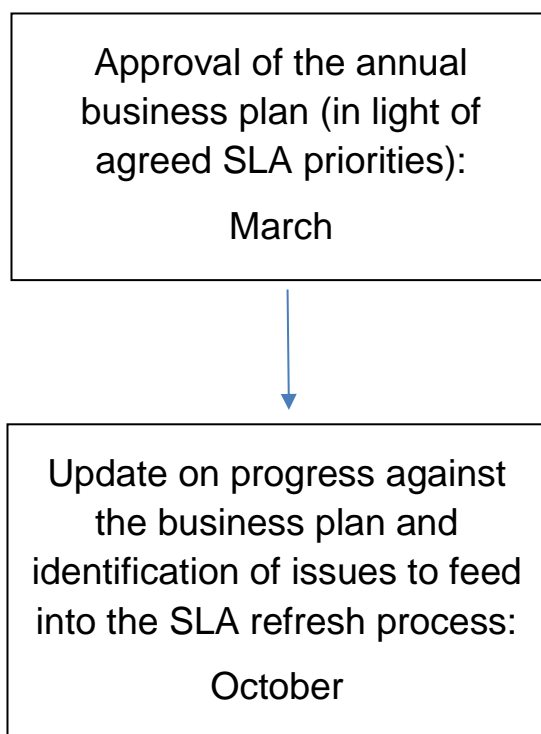 Approval of the annual
business plan (in light of
agreed SLA priorities):
March
Update on progress against
the business plan and
identification of issues to feed
into the SLA refresh process:
October